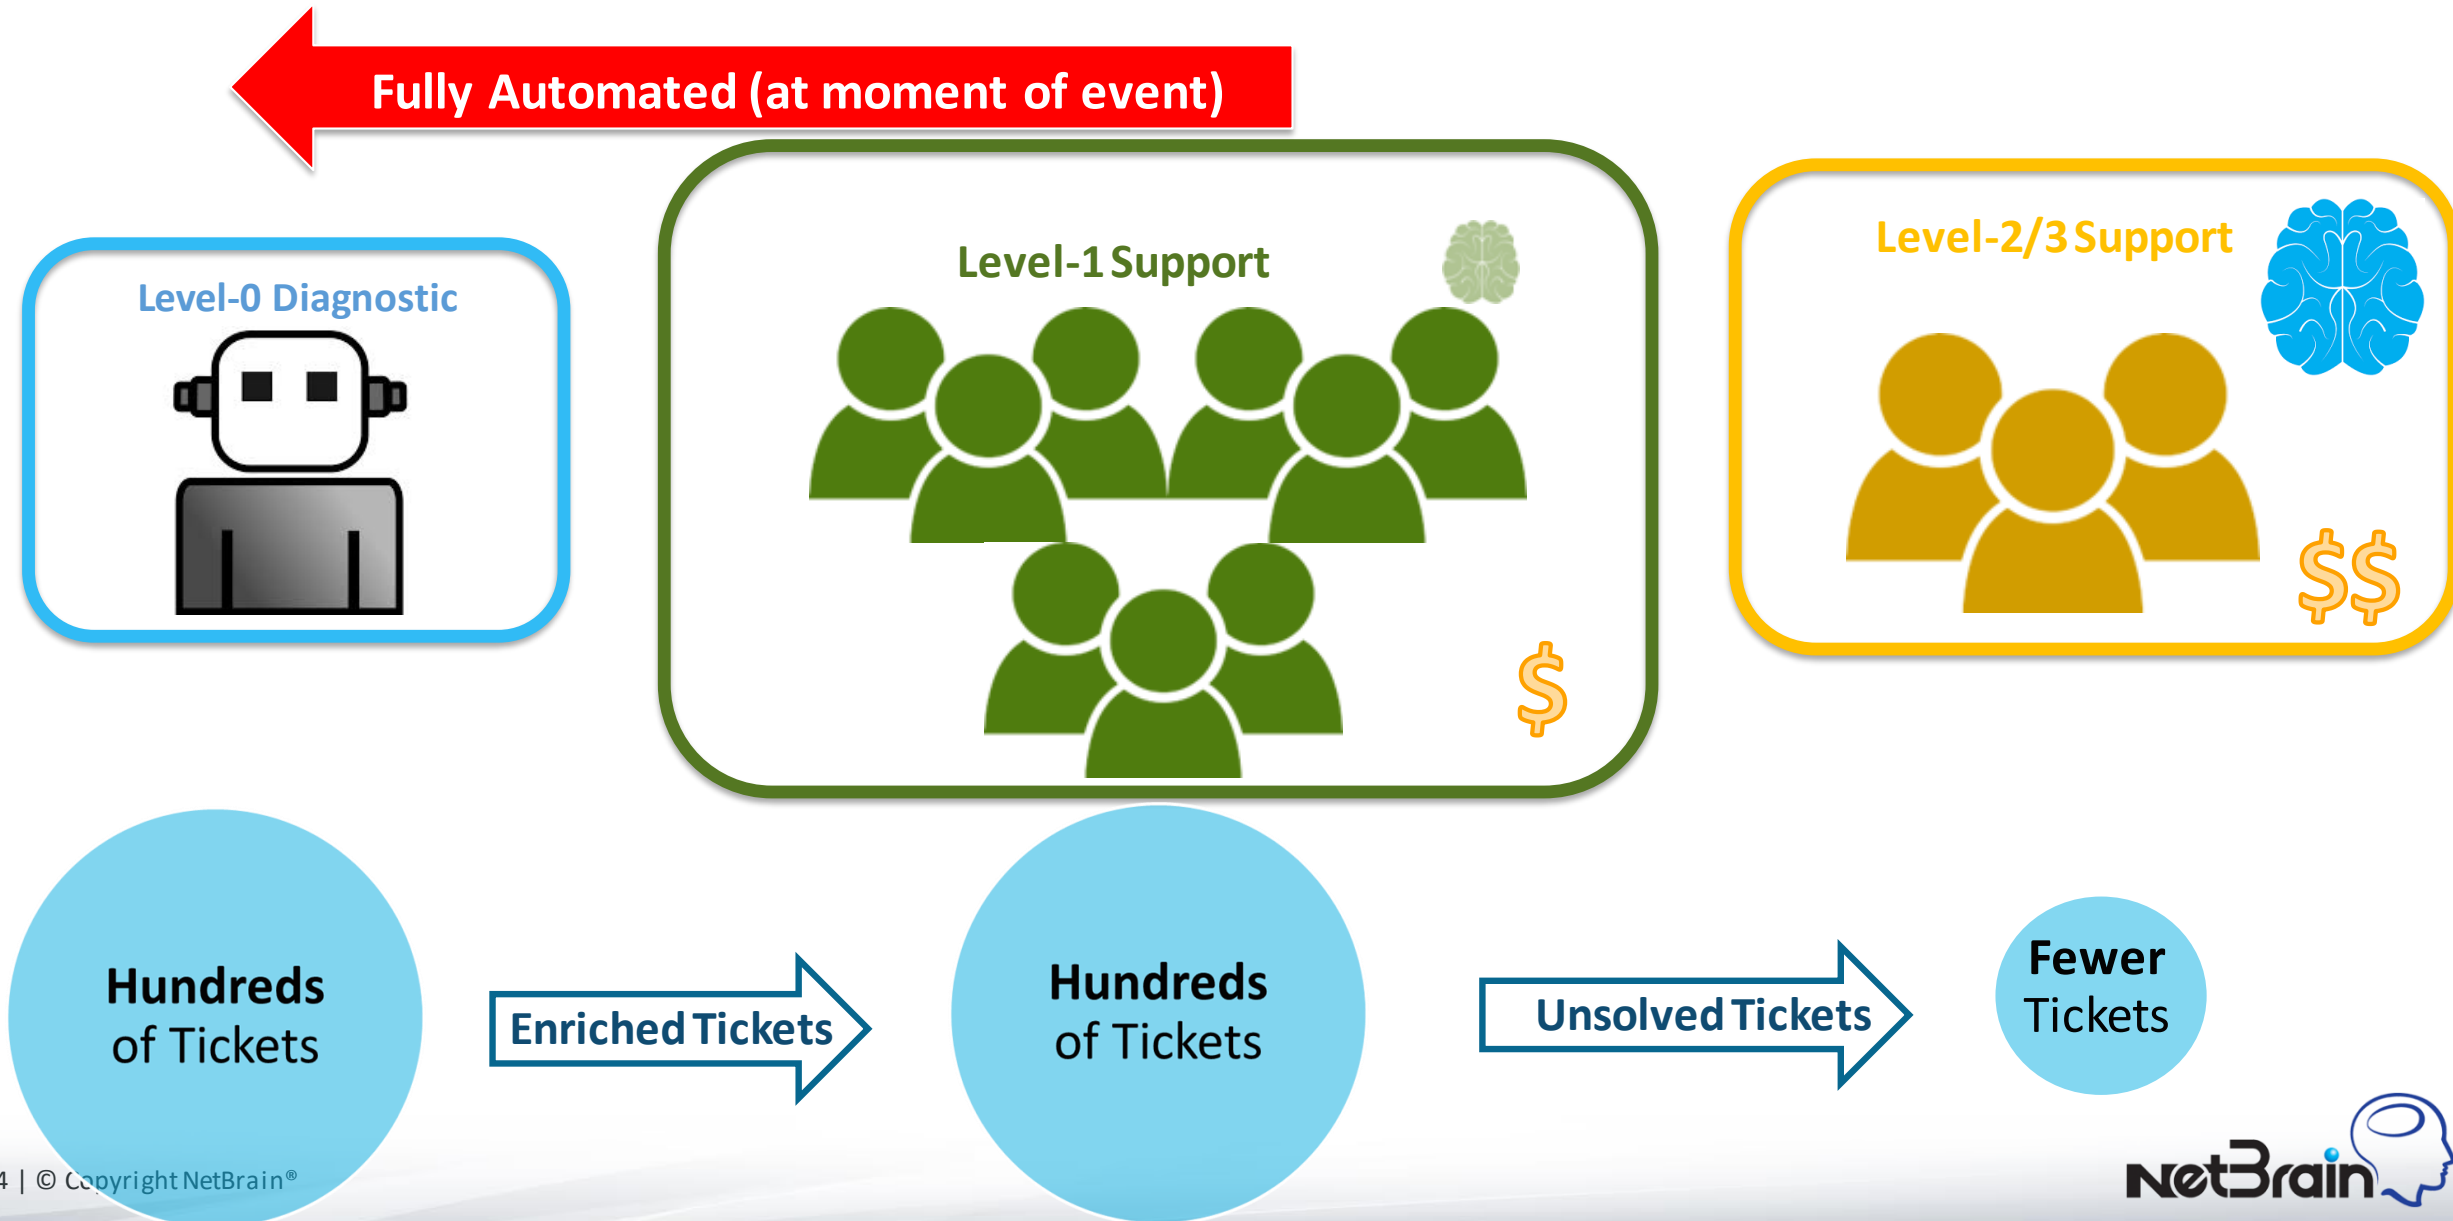 Fully Automated (at moment of event)
Level-0 Diagnostic
Level-1 Support
$
Level-2/3 Support
$$
Hundreds
of Tickets
Enriched Tickets
Hundreds
of Tickets
Unsolved Tickets
Fewer
Tickets
4 | © Copyright NetBrain®
NetBrain